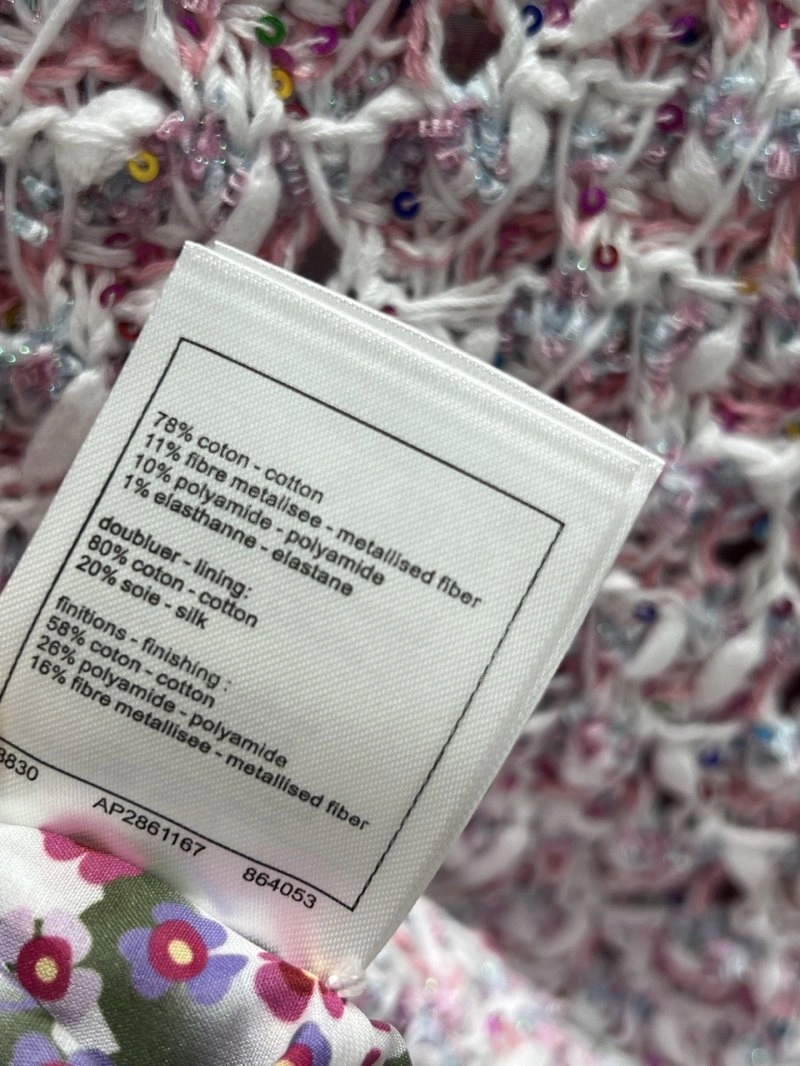 78% coton - cotton
11% fibre metalisee - metallised fiber
10% polyamide - polyamide
1% elasthanne - elastane
doubluer - lining:
80% coton - cotton
20% soie - silk
finitions - finishing :
58% coton - cotton
26% polyamide - polyamide
16% fibre metallisee - metallised fiber
3830 AP2861167 864053